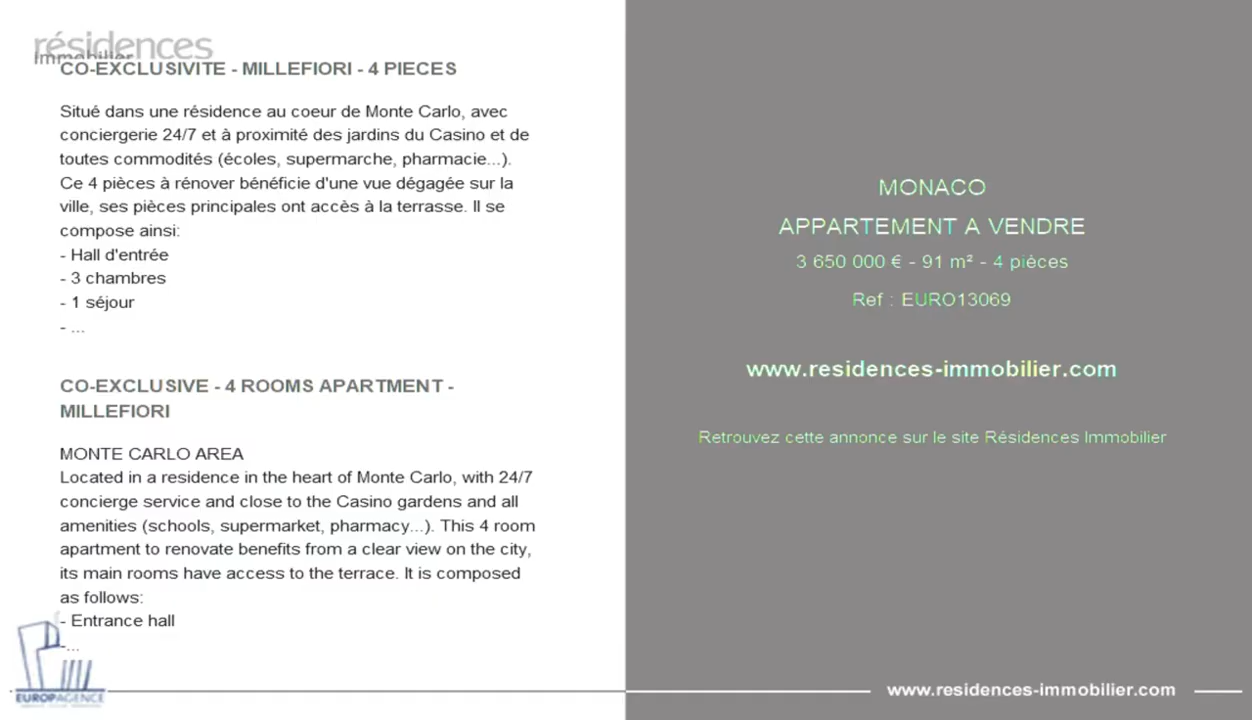 résidences
Immobilier
CO-EXCLUSIVITE - MILLEFIORI - 4 PIECES
Situé dans une résidence au coeur de Monte Carlo, avec
conciergerie 24/7 et à proximité des jardins du Casino et de
toutes commodités (écoles, supermarche, pharmacie...).
Ce 4 pièces à rénover bénéficie d'une vue dégagée sur la
ville, ses pièces principales ont accès à la terrasse. Il se
compose ainsi:
- Hall d'entrée
- 3 chambres
- 1 séjour
- ...
CO-EXCLUSIVE - 4 ROOMS APARTMENT -
MILLEFIORI
MONTE CARLO AREA
Located in a residence in the heart of Monte Carlo, with 24/7
concierge service and close to the Casino gardens and all
amenities (schools, supermarket, pharmacy...). This 4 room
apartment to renovate benefits from a clear view on the city,
its main rooms have access to the terrace. It is composed
as follows:
- Entrance hall
-...
EUROPAGENCE
MONACO
APPARTEMENT A VENDRE
3 650 000 € - 91 m² - 4 pièces
Ref : EURO13069
www.residences-immobilier.com
Retrouvez cette annonce sur le site Résidences Immobilier
www.residences-immobilier.com